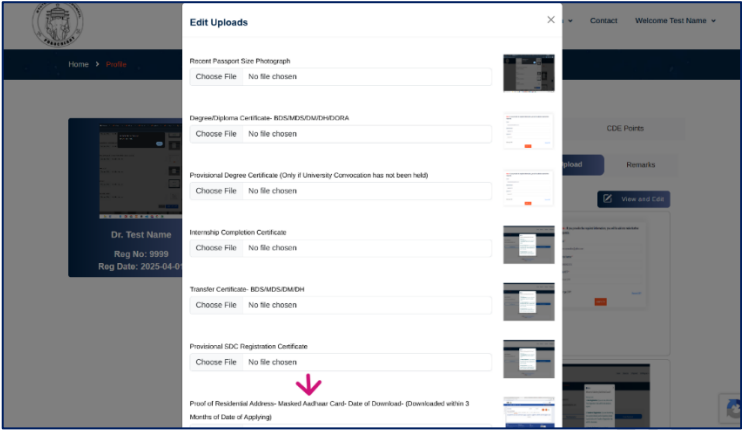 Edit Uploads
×
Contact
Welcome Test Name
Home > Profile
Recent Passport Size Photograph
Choose File No file chosen
Degree/Diploma Certificate- BDS/MDS/DM/DH/DORA
Choose File No file chosen
CDE Points
Provisional Degree Certificate (Only if University Convocation has not been held)
Choose File No file chosen
Upload
Remarks
View and Edit
Internship Completion Certificate
Choose File No file chosen
Dr. Test Name
Reg No: 9999
Reg Date: 2025-04-01
Transfer Certificate- BDS/MDS/DM/DH
Choose File No file chosen
Provisional SDC Registration Certificate
Choose File No file chosen
Proof of Residential Address- Masked Aadhaar Card- Date of Download- (Downloaded within 3
Months of Date of Applying)